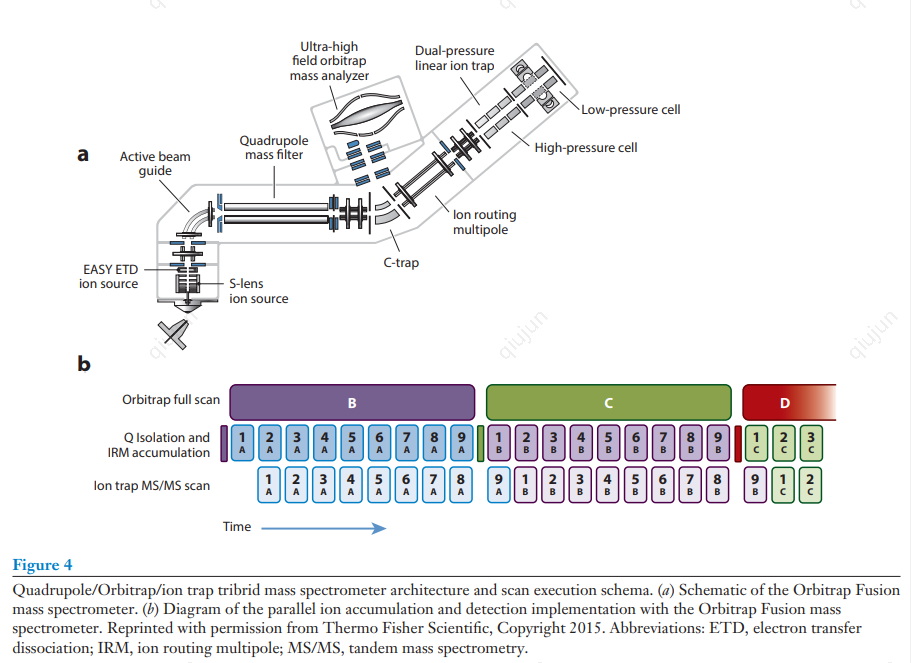 Ultra-high
field orbitrap
mass analyzer
Dual-pressure
linear ion trap
Low-pressure cell
High-pressure cell
a
Quadrupole
mass filter
Active beam
guide
Ion routing
multipole
C-trap
EASY ETD
ion source
S-lens
ion source
qiujun
qiujun
qiujun
b
Orbitrap full scan
B
C
D
Q Isolation and
IRM accumulation
1 2 3 4 5 6 7 8 9 1 2 3 4 5 6 7 8 9 1 2 3
A A A A A A A A A B B B B B B B B B C C C
Ion trap MS/MS scan
1 2 3 4 5 6 7 8 9 1 2 3 4 5 6 7 8 9 1 2
A A A A A A A A A B B B B B B B B B C C
Time
Figure 4
Quadrupole/Orbitrap/ion trap tribrid mass spectrometer architecture and scan execution schema. (a) Schematic of the Orbitrap Fusion
mass spectrometer. (b) Diagram of the parallel ion accumulation and detection implementation with the Orbitrap Fusion mass
spectrometer. Reprinted with permission from Thermo Fisher Scientific, Copyright 2015. Abbreviations: ETD, electron transfer
dissociation; IRM, ion routing multipole; MS/MS, tandem mass spectrometry.